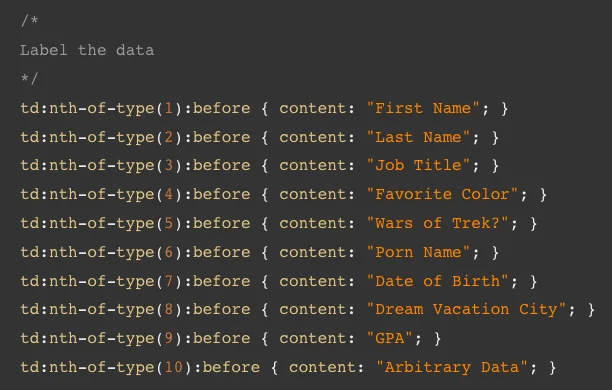 /*
Label the data
*/
td:nth-of-type(1):before { content: "First Name"; }
td:nth-of-type(2):before { content: "Last Name"; }
td:nth-of-type(3):before { content: "Job Title"; }
td:nth-of-type(4):before { content: "Favorite Color"; }
td:nth-of-type(5):before { content: "Wars of Trek?"; }
td:nth-of-type(6):before { content: "Porn Name"; }
td:nth-of-type(7):before { content: "Date of Birth"; }
td:nth-of-type(8):before { content: "Dream Vacation City"; }
td:nth-of-type(9):before { content: "GPA"; }
td:nth-of-type(10):before { content: "Arbitrary Data"; }